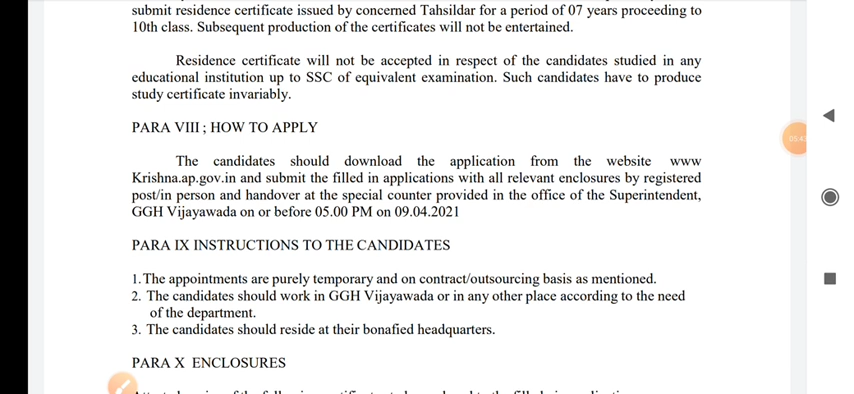 submit residence certificate issued by concerned Tahsildar for a period of 07 years proceeding to
10th class. Subsequent production of the certificates will not be entertained.
Residence certificate will not be accepted in respect of the candidates studied in any
educational institution up to SSC of equivalent examination. Such candidates have to produce
study certificate invariably.
PARA VIII ; HOW TO APPLY
The candidates should download the application from the website www
Krishna.ap.gov.in and submit the filled in applications with all relevant enclosures by registered
post/in person and handover at the special counter provided in the office of the Superintendent,
GGH Vijayawada on or before 05.00 PM on 09.04.2021
PARA IX INSTRUCTIONS TO THE CANDIDATES
1. The appointments are purely temporary and on contract/outsourcing basis as mentioned.
2. The candidates should work in GGH Vijayawada or in any other place according to the need
of the department.
3. The candidates should reside at their bonafied headquarters.
PARA X ENCLOSURES